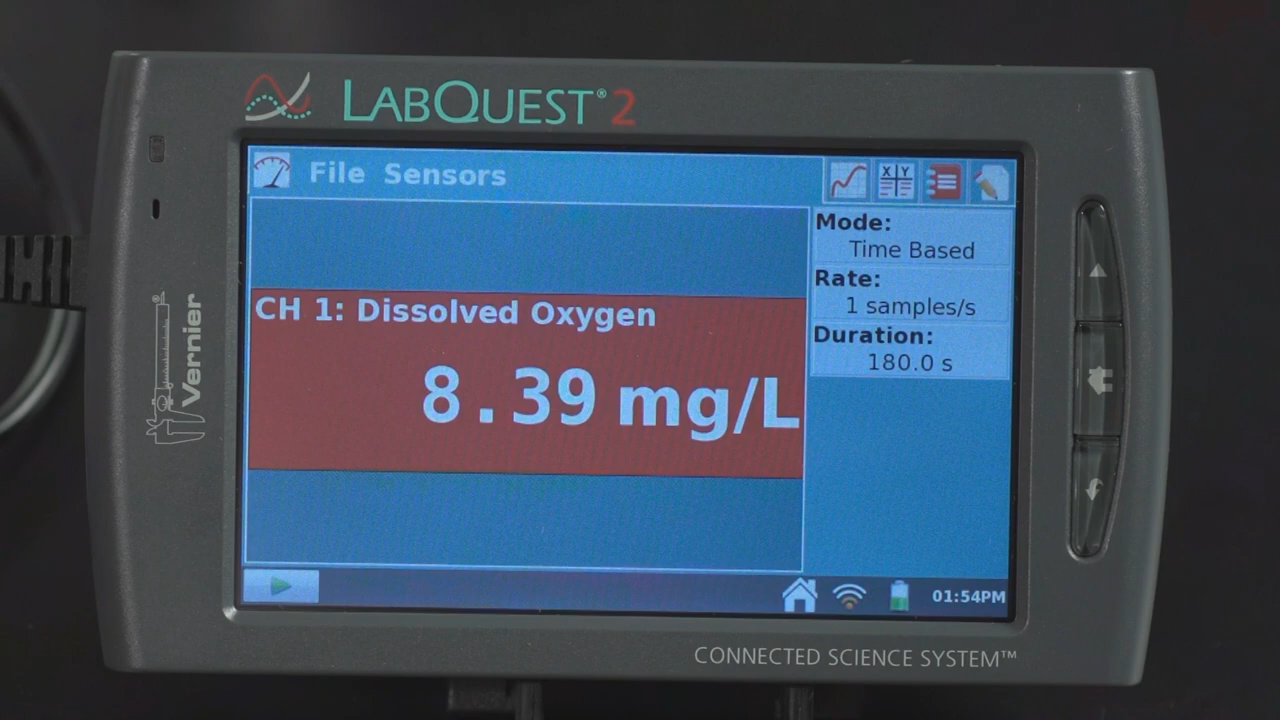 LABQUEST® 2
File Sensors
X Y
Mode:
Time Based
Rate:
1 samples/s
Duration:
180.0 s
CH 1: Dissolved Oxygen
8.39 mg/L
01:54PM
Vernier®
CONNECTED SCIENCE SYSTEM™